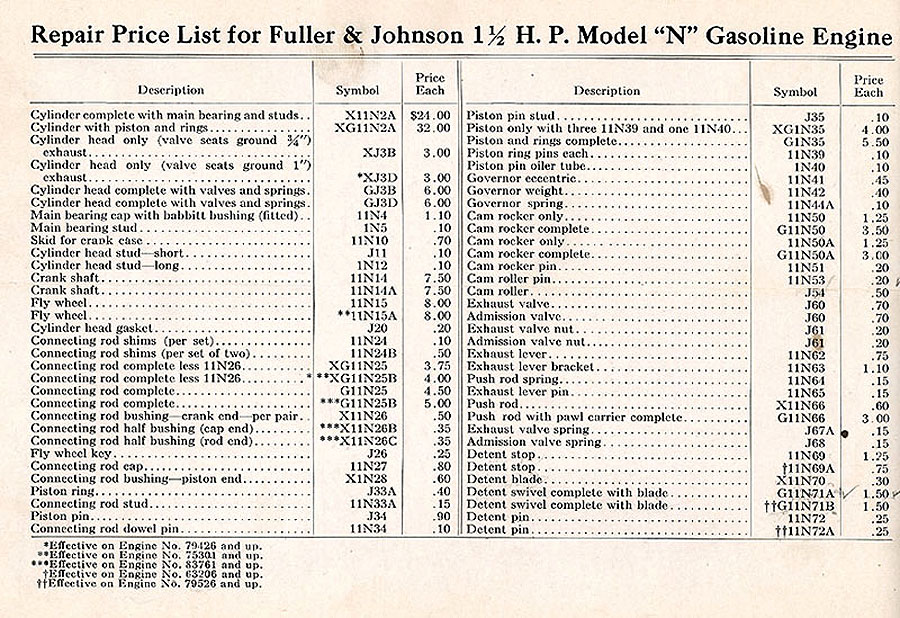 Repair Price List for Fuller & Johnson 1½ H. P. Model "N" Gasoline Engine
Description Symbol Price Each
Cylinder complete with main bearing and studs.. X11N2A $24.00
Cylinder with piston and rings XG11N2A 32.00
Cylinder head only (valve seats ground ¾")
exhaust XJ3B 3.00
Cylinder head only (valve seats ground 1")
exhaust *XJ3D 3.00
Cylinder head complete with valves and springs. GJ3B 6.00
Cylinder head complete with valves and springs. GJ3D 6.00
Main bearing cap with babbitt bushing (fitted) 11N4 1.10
Main bearing stud 1N5 .10
Skid for crank case 11N10 .70
Cylinder head stud—short J11 .10
Cylinder head stud—long 1N12 .10
Crank shaft 11N14 7.50
Crank shaft 11N14A 7.50
Fly wheel 11N15 8.00
Fly wheel **11N15A 8.00
Cylinder head gasket J20 .20
Connecting rod shims (per set) 11N24 .10
Connecting rod shims (per set of two) 11N24B .50
Connecting rod complete less 11N26 XG11N25 3.75
Connecting rod complete less 11N26 ***XG11N25B 4.00
Connecting rod complete G11N25 4.50
Connecting rod complete ***G11N25B 5.00
Connecting rod bushing—crank end—per pair X11N26 .50
Connecting rod half bushing (cap end) ***X11N26B .35
Connecting rod half bushing (rod end) ***X11N26C .35
Fly wheel key J26 .25
Connecting rod cap 11N27 .80
Connecting rod bushing—piston end X1N28 .60
Piston ring J33A .40
Connecting rod stud 11N33A .15
Piston pin J34 .90
Connecting rod dowel pin 11N34 .10
Description Symbol Price Each
Piston pin stud J35 .10
Piston only with three 11N39 and one 11N40 XG1N35 4.00
Piston and rings complete G1N35 5.50
Piston ring pins each 11N39 .10
Piston pin oiler tube 1N40 .10
Governor eccentric 11N41 .45
Governor weight 11N42 .40
Governor spring 11N44A .10
Cam rocker only 11N50 1.25
Cam rocker complete G11N50 3.50
Cam rocker only 11N50A 1.25
Cam rocker complete G11N50A 3.00
Cam rocker pin 11N51 .20
Cam roller pin 11N53 .20
Cam roller J54 .50
Exhaust valve J60 .70
Admission valve J60 .70
Exhaust valve nut J61 .20
Admission valve nut J61 .20
Exhaust lever 11N62 .75
Exhaust lever bracket 11N63 1.10
Push rod spring 11N64 .15
Exhaust lever pin 11N65 .15
Push rod X11N66 .60
Push rod with pawl carrier complete G11N66 3.00
Exhaust valve spring J67A .15
Admission valve spring J68 .15
Detent stop 11N69 1.25
Detent stop †11N69A .75
Detent blade X11N70 .30
Detent swivel complete with blade G11N71A 1.50
Detent swivel complete with blade ††G11N71B 1.50
Detent pin 11N72 .25
Detent pin ††11N72A .25
*Effective on Engine No. 79426 and up.
**Effective on Engine No. 75301 and up.
***Effective on Engine No. 83761 and up.
†Effective on Engine No. 63206 and up.
††Effective on Engine No. 79526 and up.